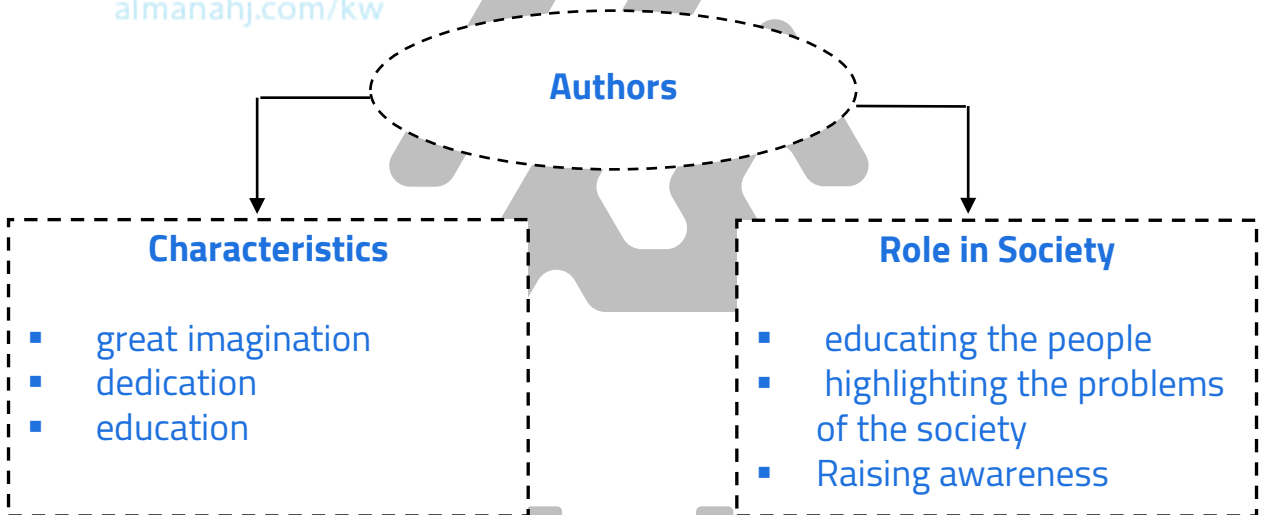 almanahj.com/kw
Authors
Characteristics
▪ great imagination
▪ dedication
▪ education
Role in Society
▪ educating the people
▪ highlighting the problems
of the society
▪ Raising awareness